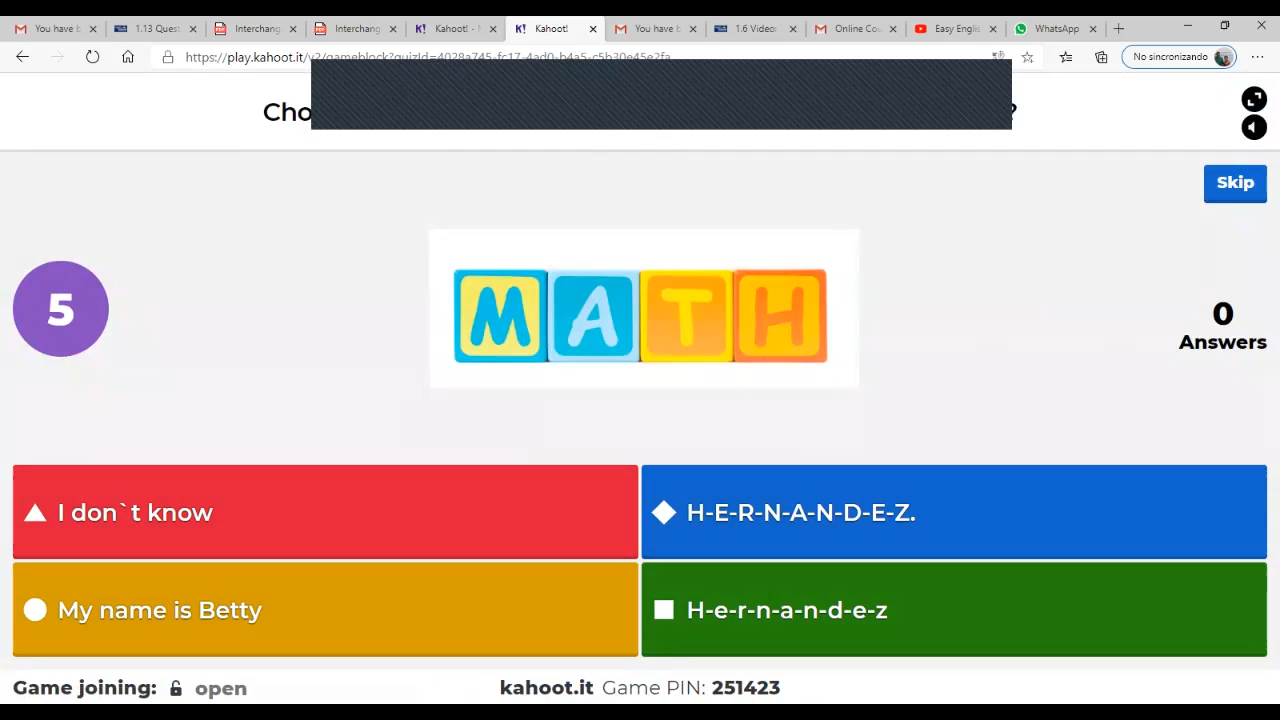 You have b
1.13 Quest
Interchang
Interchang
Kahoot! - 
Kahoot!
You have b
1.6 Videoc
Online Cou
Easy Englis
WhatsApp
https://play.kahoot.it/v2/gameblock?quizId=4028a745-fc17-4ad0-b4a5-c5b30e45e2fa
No sincronizando
Cho ?
Skip
MATH
5
0
Answers
I don`t know
H-E-R-N-A-N-D-E-Z.
My name is Betty
H-e-r-n-a-n-d-e-z
Game joining: open
kahoot.it Game PIN: 251423